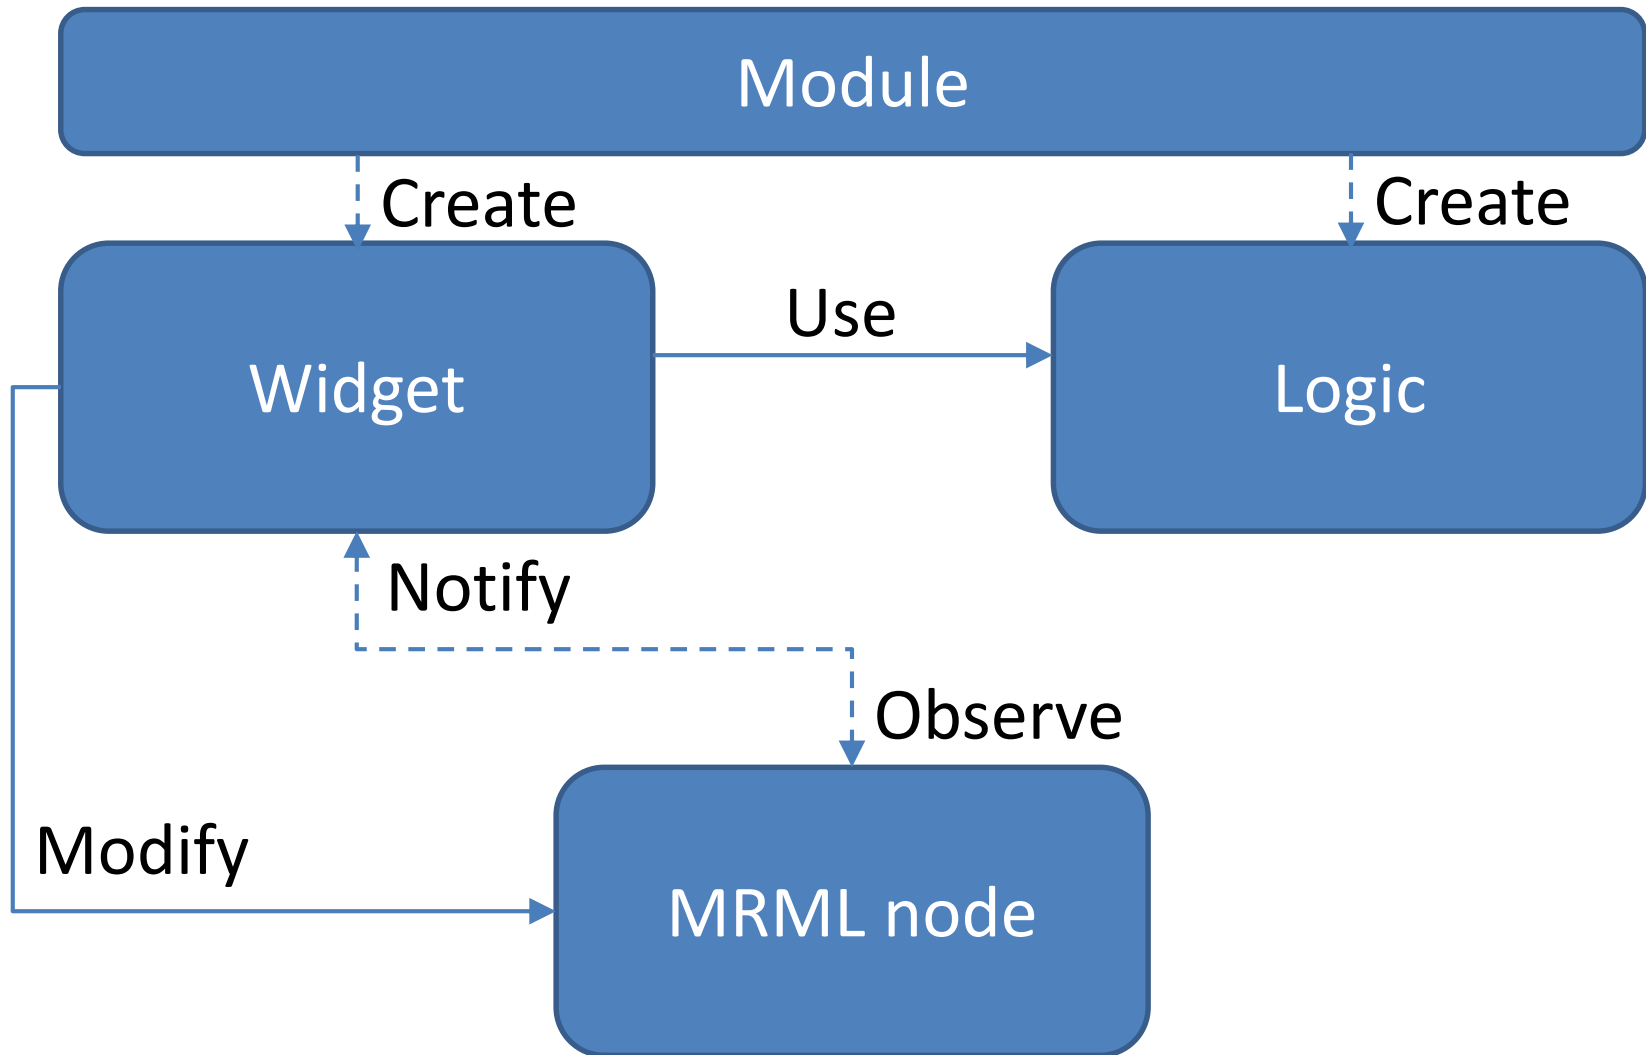 Module
Create
Create
Use
Widget
Logic
Notify
Observe
Modify
MRML node